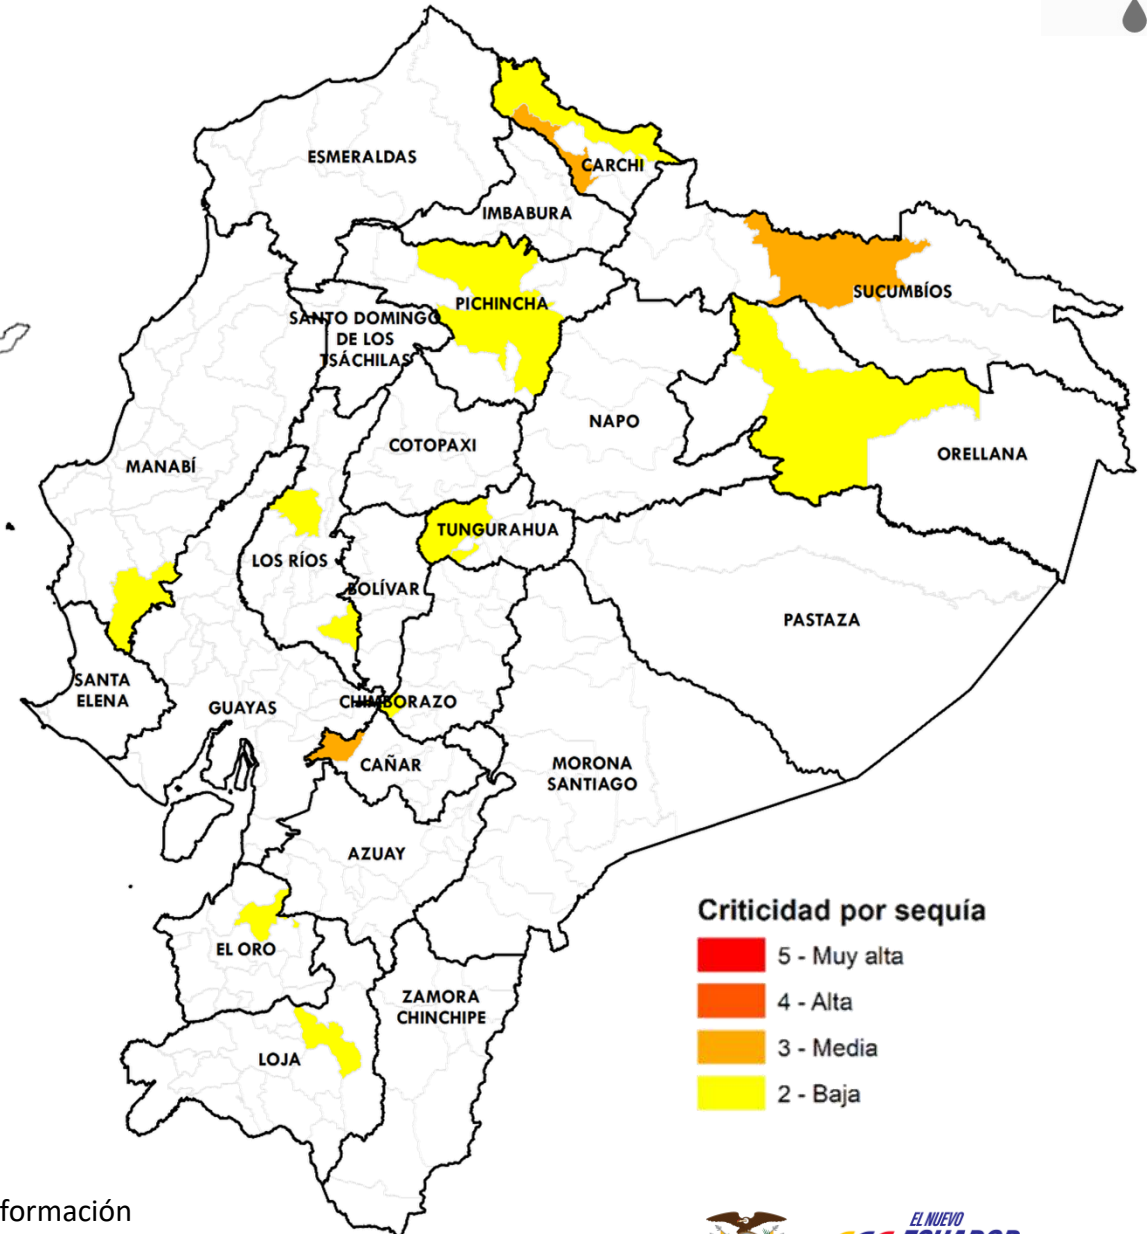 ESMERALDAS
CARCHI
IMBABURA
SUCUMBÍOS
PICHINCHA
SANTO DOMINGO
DE LOS
TSÁCHILAS
NAPO
COTOPAXI
ORELLANA
MANABÍ
TUNGURAHUA
LOS RÍOS
BOLÍVAR
PASTAZA
SANTA
ELENA
GUAYAS
CHIMBORAZO
CAÑAR
MORONA
SANTIAGO
AZUAY
EL ORO
ZAMORA
CHINCHIPE
LOJA
Criticidad por sequía
5 - Muy alta
4 - Alta
3 - Media
2 - Baja
formación
EL NUEVO
ECUADOR